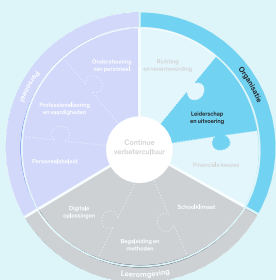 Ondersteuning
van personeel
Richting
en verantwoording
Organisatie
Personeel
Professionalisering
en vaardigheden
Leiderschap
en uitvoering
Continue
verbetercultuur
Personeelsbeleid
Financiële keuzes
Digitale
oplossingen
Schoolklimaat
Begeleiding en
methoden
Leeromgeving